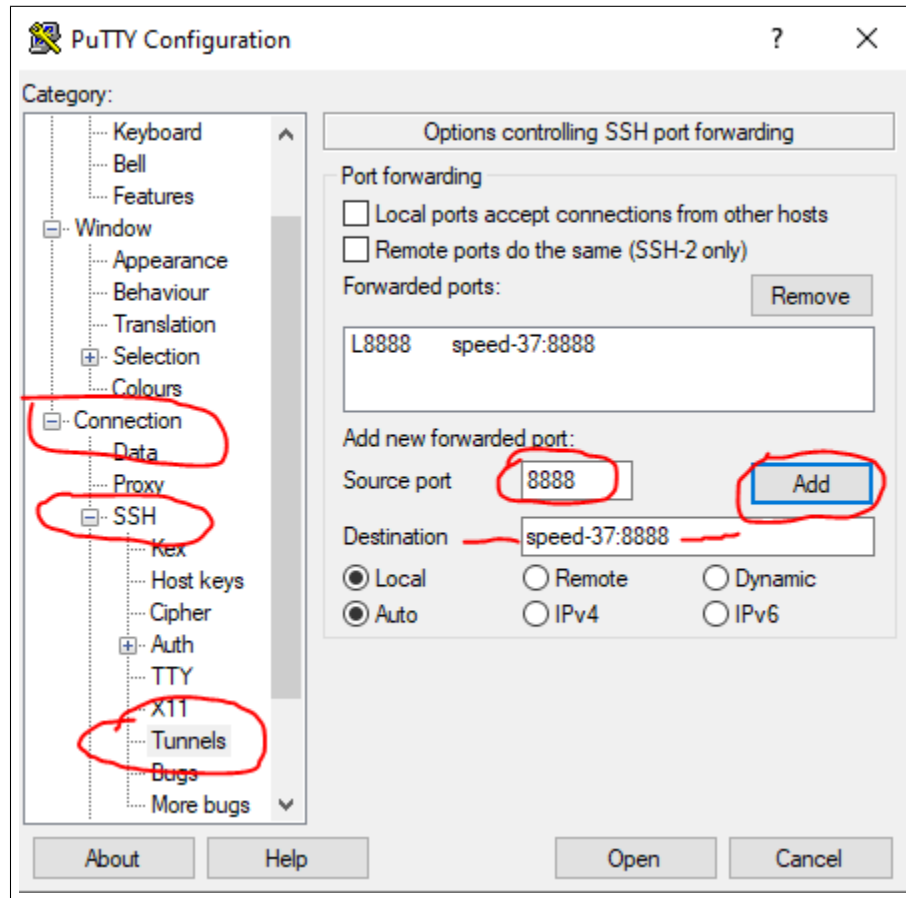 PuTTY Configuration ? ×
Category:
Keyboard
Bell
Features
Window
Appearance
Behaviour
Translation
Selection
Colours
Connection
Data
Proxy
SSH
Kex
Host keys
Cipher
Auth
TTY
X11
Tunnels
Bugs
More bugs
Options controlling SSH port forwarding
Port forwarding
Local ports accept connections from other hosts
Remote ports do the same (SSH-2 only)
Forwarded ports: Remove
L8888 speed-37:8888
Add new forwarded port:
Source port 8888 Add
Destination speed-37:8888
Local Remote Dynamic
Auto IPv4 IPv6
About Help Open Cancel